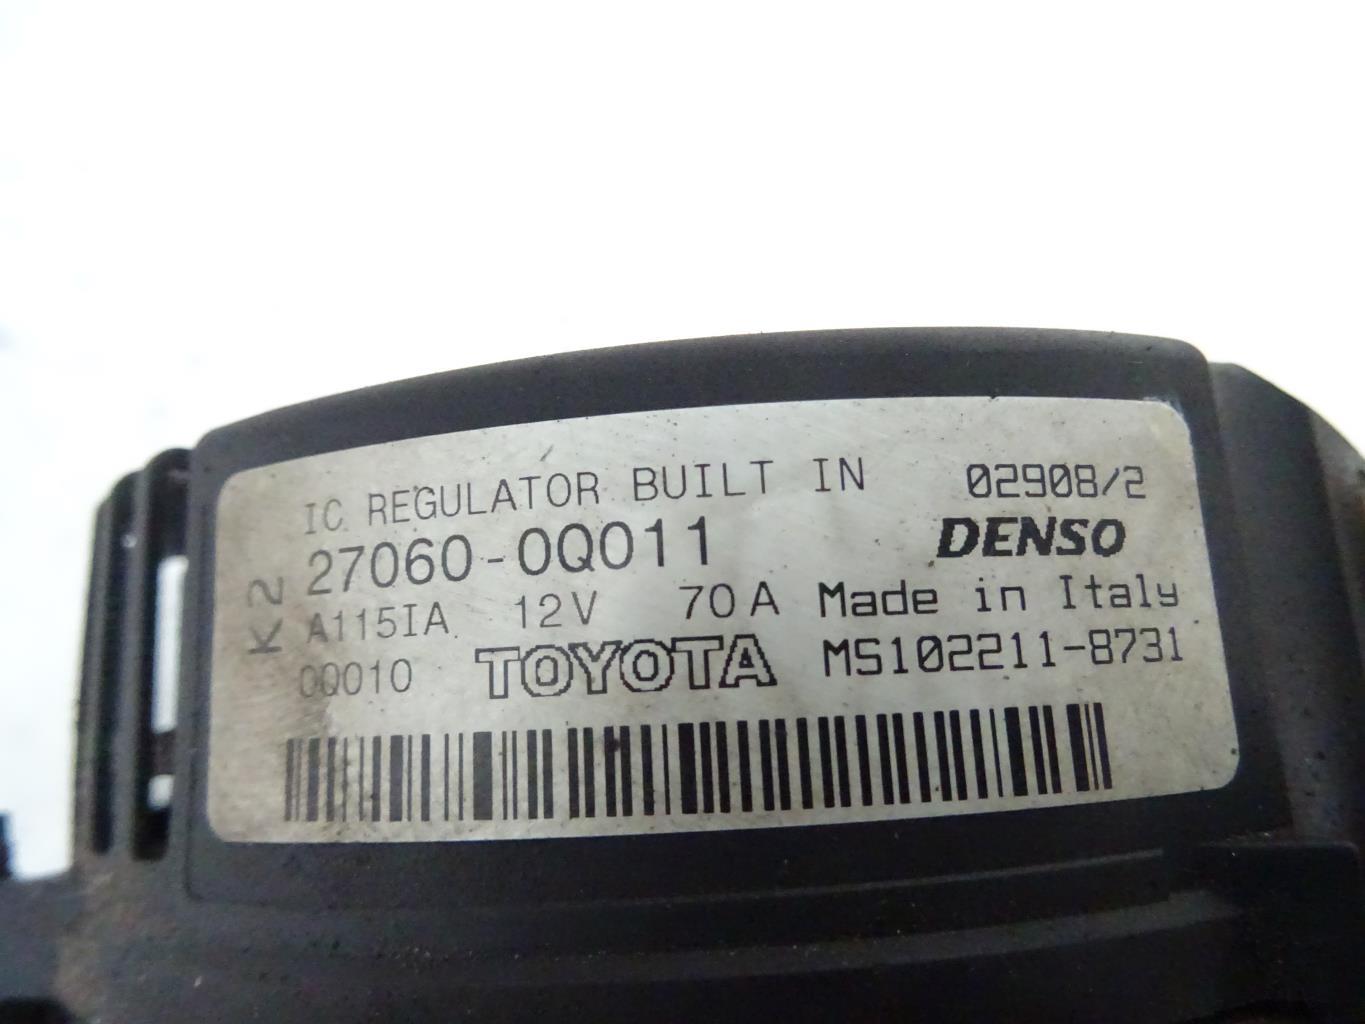 IC REGULATOR BUILT IN 02908/2
27060-0Q011 DENSO
K2
A115IA 12V 70A Made in Italy
0Q010 TOYOTA MS102211-8731